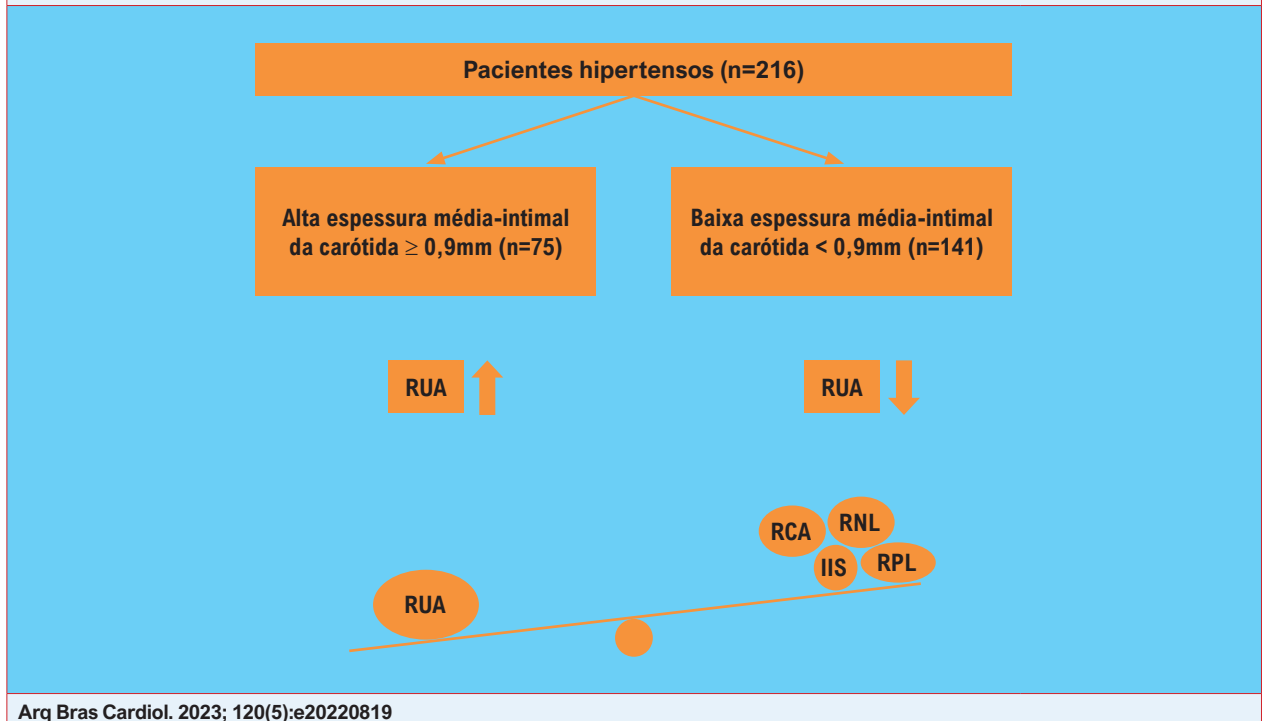 Pacientes hipertensos (n=216)
Alta espessura média-intimal
da carótida ≥ 0,9mm (n=75)
Baixa espessura média-intimal
da carótida < 0,9mm (n=141)
RUA
RUA
RCA
RNL
IIS
RPL
RUA
Arq Bras Cardiol. 2023; 120(5):e20220819